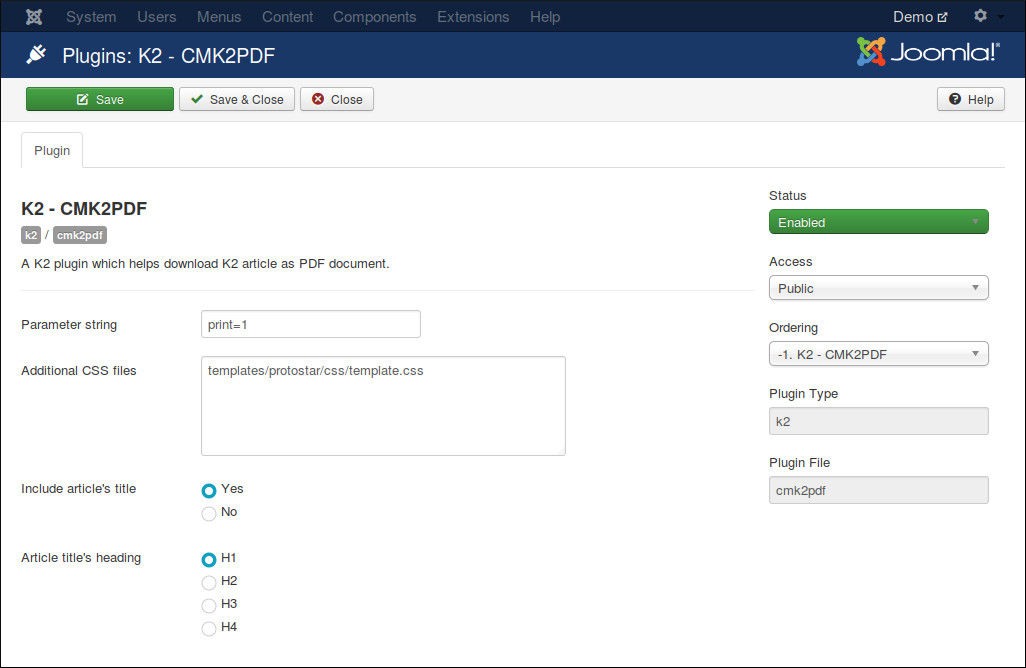 System Users Menus Content Components Extensions Help Demo
Plugins: K2 - CMK2PDF Joomla!®
Save Save & Close Close Help
Plugin
K2 - CMK2PDF
k2 / cmk2pdf
A K2 plugin which helps download K2 article as PDF document.
Parameter string print=1
Additional CSS files templates/protostar/css/template.css
Include article's title Yes
No
Article title's heading H1
H2
H3
H4
Status
Enabled
Access
Public
Ordering
-1. K2 - CMK2PDF
Plugin Type
k2
Plugin File
cmk2pdf